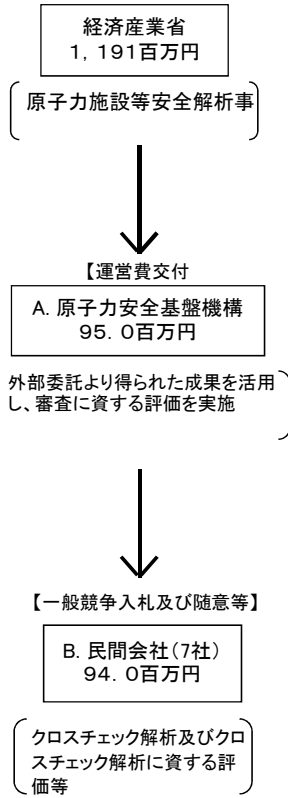 経済産業省
1,191百万円
原子力施設等安全解析事
【運営費交付
A. 原子力安全基盤機構
95.0百万円
外部委託より得られた成果を活用
し、審査に資する評価を実施
【一般競争入札及び随意等】
B. 民間会社(7社)
94.0百万円
クロスチェック解析及びクロ
スチェック解析に資する評
価等